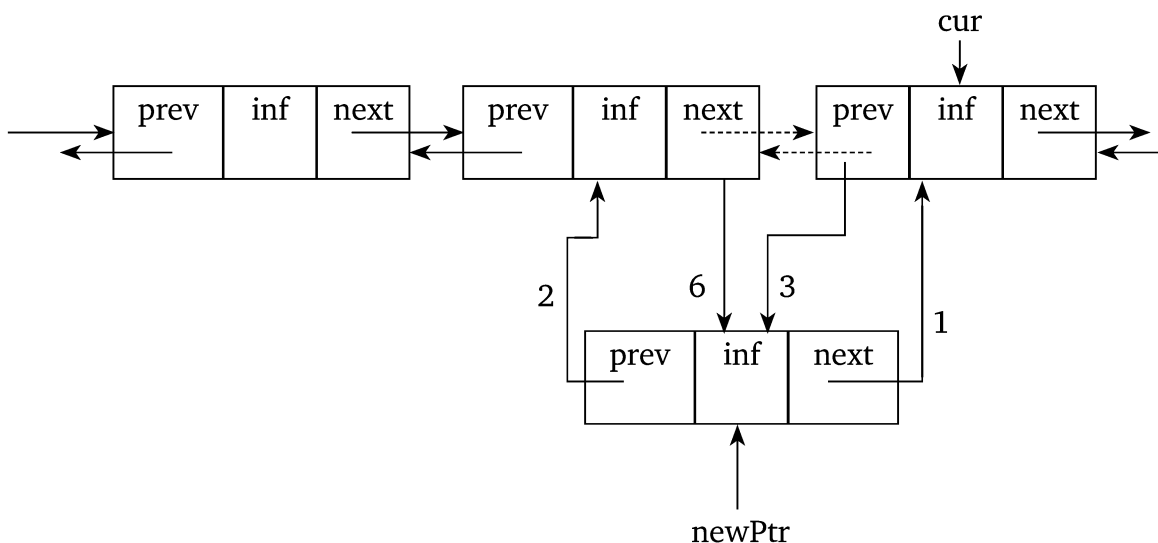 cur
prev inf next prev inf next prev inf next
2 6 3 1
prev inf next
newPtr